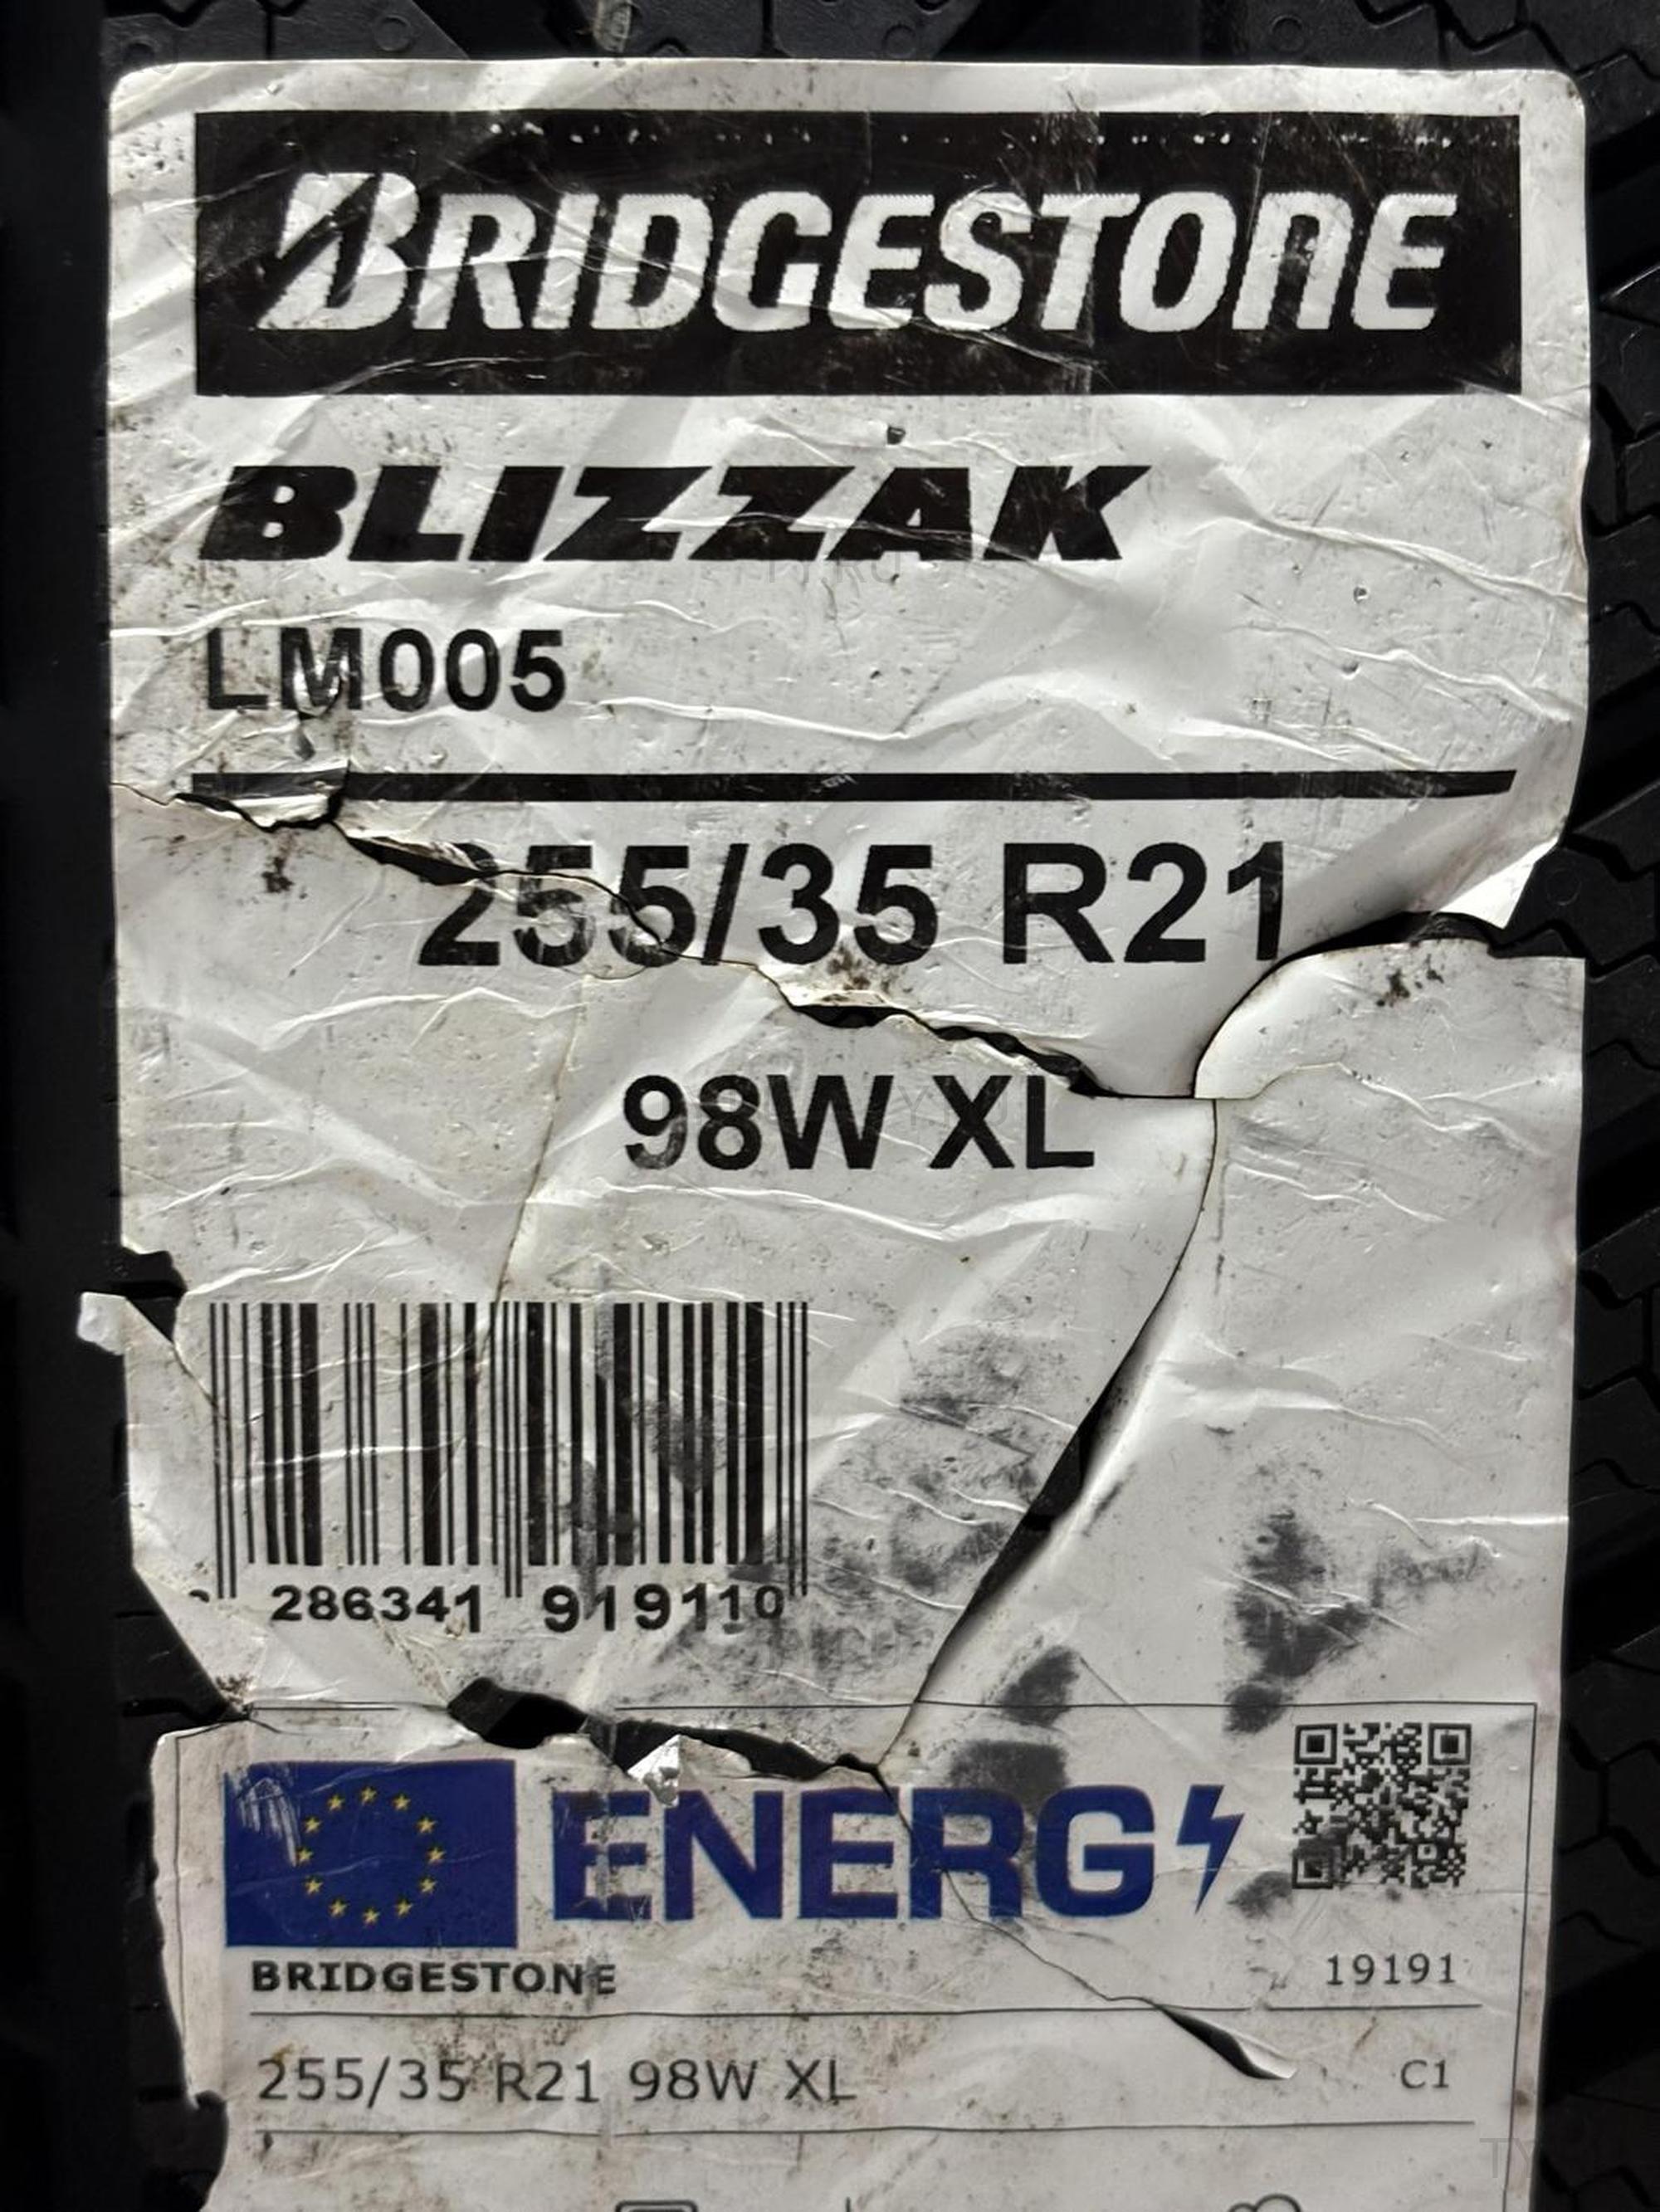 BRIDGESTONE
BLIZZAK
LM005
255/35 R21
98W XL
286341 919110
ENERG
BRIDGESTONE
19191
255/35 R21 98W XL
C1